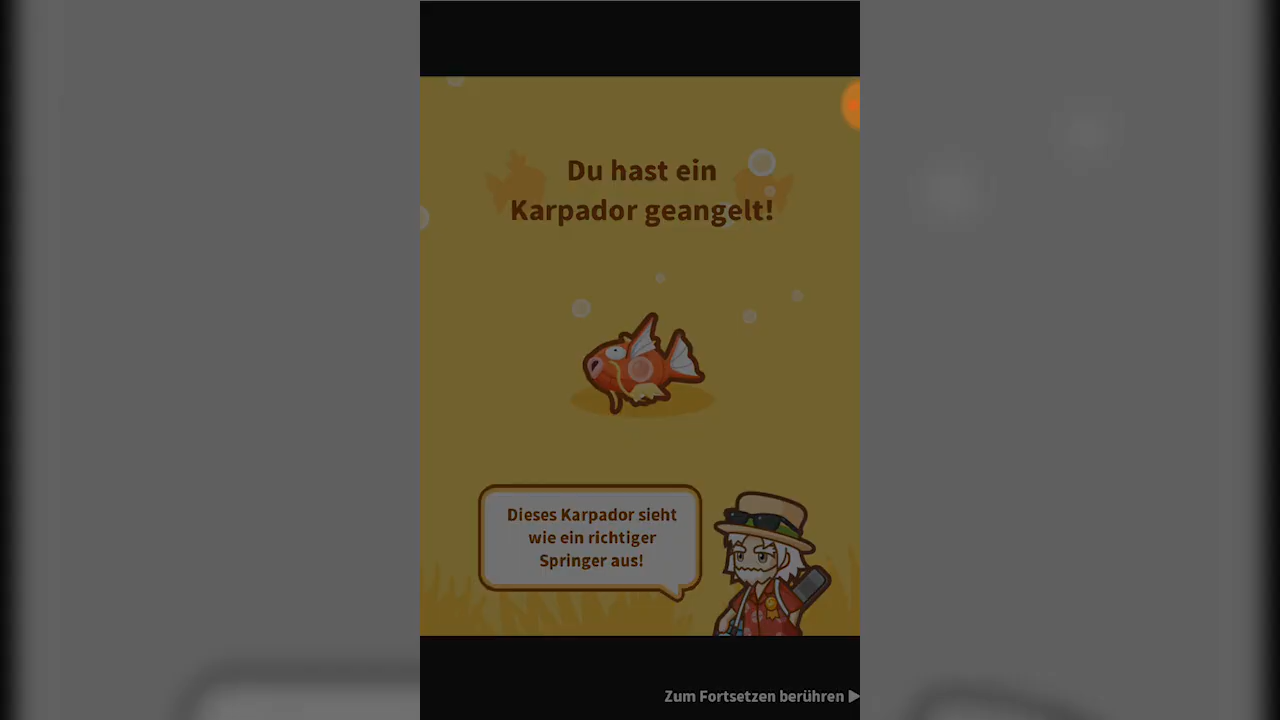 Du hast ein
Karpador geangelt!
Dieses Karpador sieht
wie ein richtiger
Springer aus!
Zum Fortsetzen berühren ▶